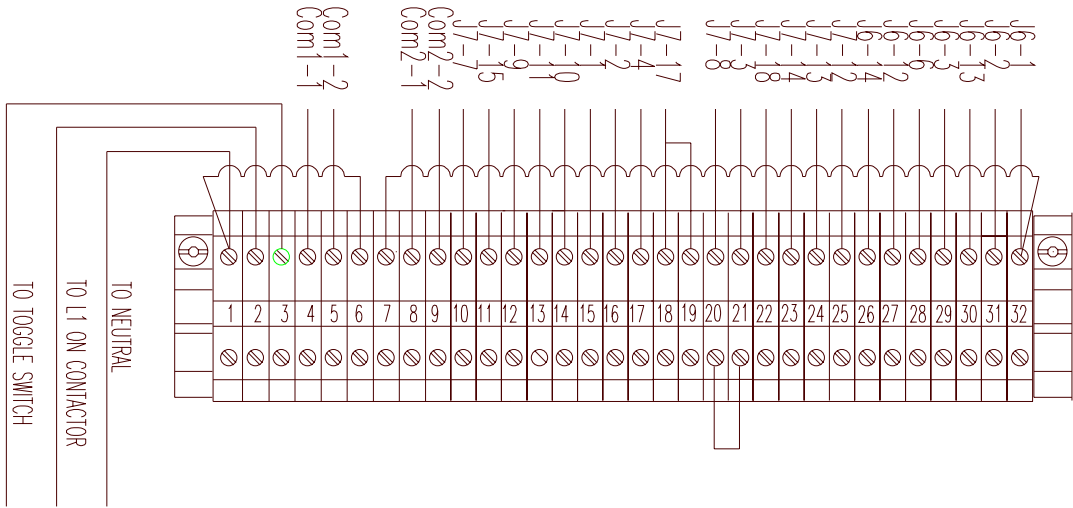 Com1-1
Com1-2
Com2-1
Com2-2
J7-7
J7-15
J7-9
J7-11
J7-10
J7-1
J7-2
J7-4
J7-17
J7-8
J7-3
J7-18
J7-14
J7-13
J7-12
J6-14
J6-12
J6-6
J6-3
J6-13
J6-2
J6-1
1 2 3 4 5 6 7 8 9 10 11 12 13 14 15 16 17 18 19 20 21 22 23 24 25 26 27 28 29 30 31 32
TO NEUTRAL
TO L1 ON CONTACTOR
TO TOGGLE SWITCH